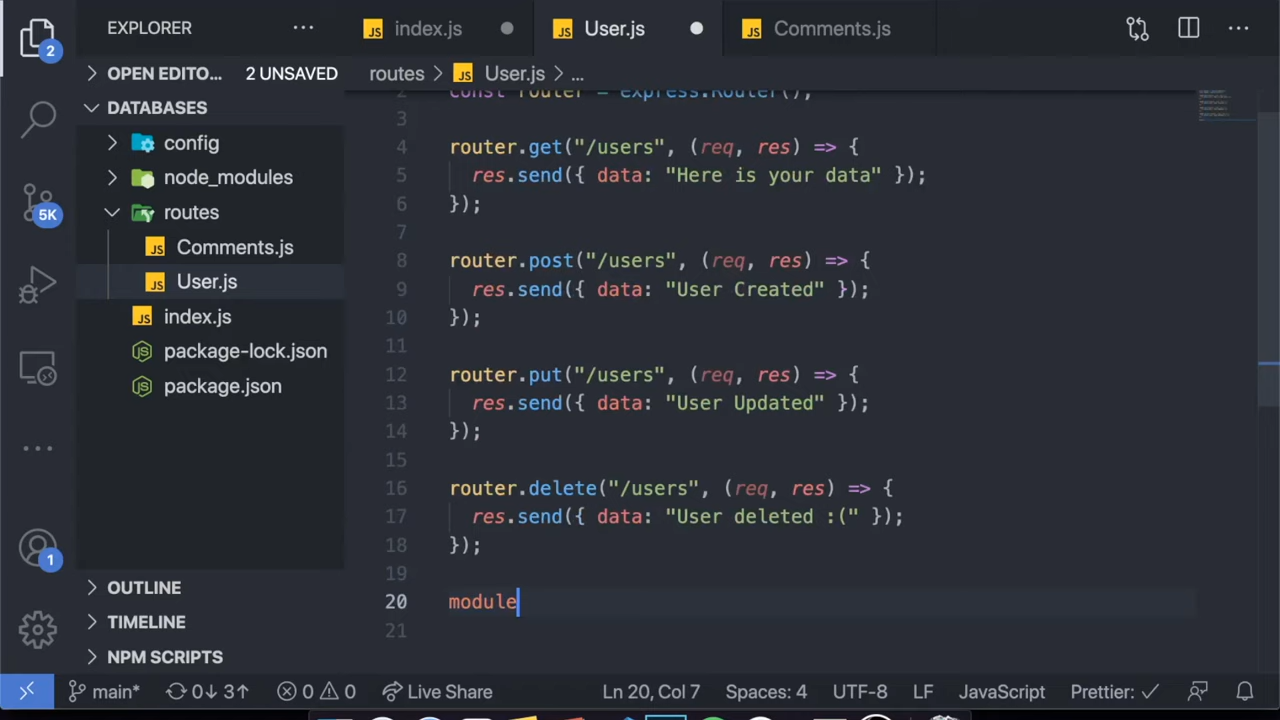 EXPLORER
index.js
User.js
Comments.js
2
OPEN EDITO... 2 UNSAVED
routes > User.js > ...
DATABASES
config
node_modules
routes
Comments.js
User.js
index.js
package-lock.json
package.json
5K
1
OUTLINE
TIMELINE
NPM SCRIPTS
2 const router = express.Router();
3
4 router.get("/users", (req, res) => {
5 res.send({ data: "Here is your data" });
6 });
7
8 router.post("/users", (req, res) => {
9 res.send({ data: "User Created" });
10 });
11
12 router.put("/users", (req, res) => {
13 res.send({ data: "User Updated" });
14 });
15
16 router.delete("/users", (req, res) => {
17 res.send({ data: "User deleted :(" });
18 });
19
20 module
21
main* 0↓ 3↑ 0 0 Live Share Ln 20, Col 7 Spaces: 4 UTF-8 LF JavaScript Prettier: ✓